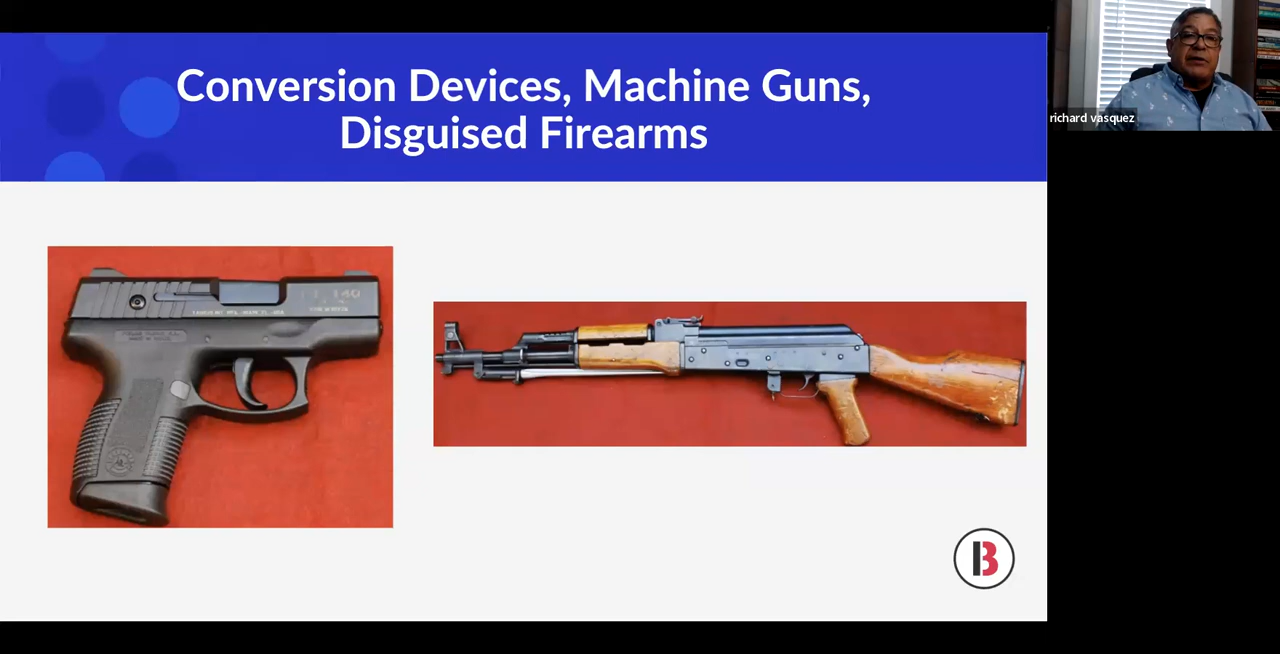 Conversion Devices, Machine Guns,
Disguised Firearms
richard vasquez
B